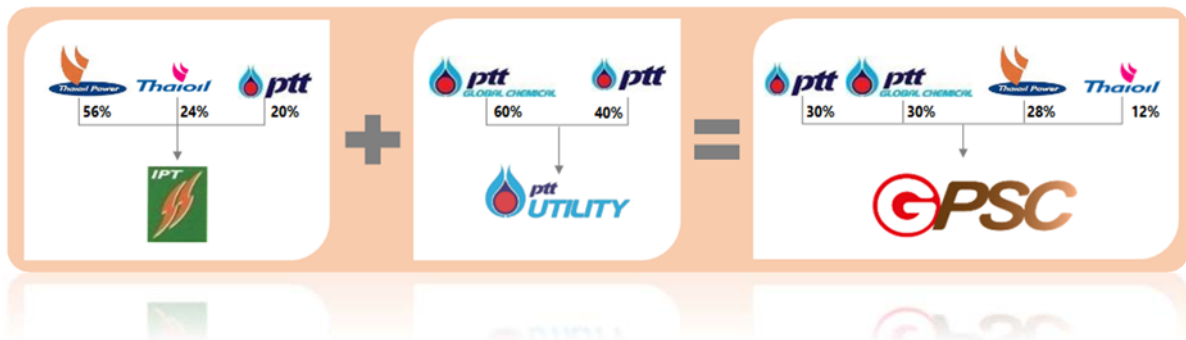 Thaioil Power Thaioil ptt
56% 24% 20%
IPT
ptt GLOBAL CHEMICAL ptt
60% 40%
ptt
UTILITY
ptt ptt GLOBAL CHEMICAL Thaioil Power Thaioil
30% 30% 28% 12%
GPSC